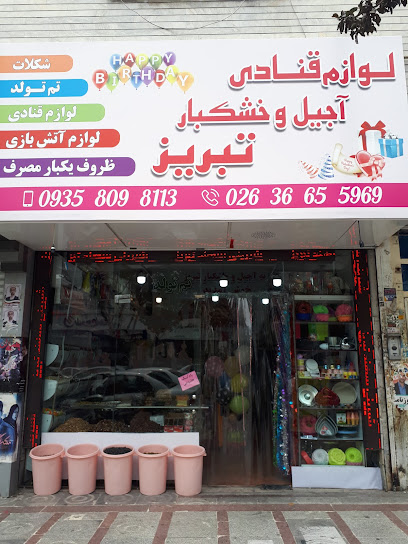 لوازم قنادی
آجیل و خشکبار
تبریز
HAPPY
BIRTHDAY
شکلات
تم تولد
لوازم قنادی
لوازم آتش بازی
ظروف یکبار مصرف
0935 809 8113
026 36 65 5969